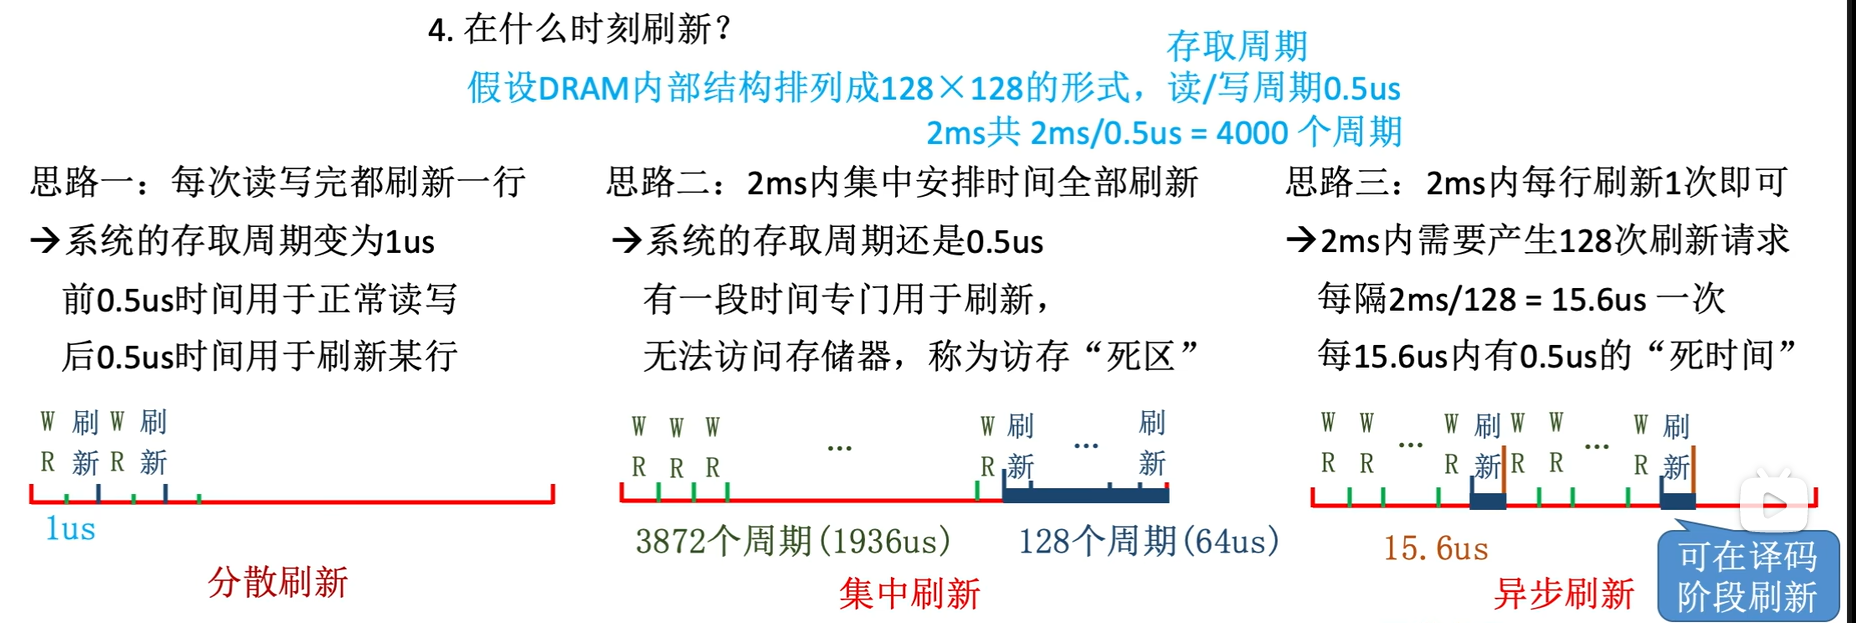 4. 在什么时刻刷新？
存取周期
假设DRAM内部结构排列成128×128的形式，读/写周期0.5us
2ms共 2ms/0.5us = 4000 个周期
思路一：每次读写完都刷新一行
→系统的存取周期变为1us
前0.5us时间用于正常读写
后0.5us时间用于刷新某行
W 刷 W 刷
R 新 R 新
1us
分散刷新
思路二：2ms内集中安排时间全部刷新
→系统的存取周期还是0.5us
有一段时间专门用于刷新，
无法访问存储器，称为访存“死区”
W W W ... W 刷 ... 刷
R R R R 新 新
3872个周期(1936us) 128个周期(64us)
集中刷新
思路三：2ms内每行刷新1次即可
→2ms内需要产生128次刷新请求
每隔2ms/128 = 15.6us 一次
每15.6us内有0.5us的“死时间”
W W ... W 刷 W W ... W 刷
R R R 新 R R R 新
15.6us
异步刷新
可在译码
阶段刷新